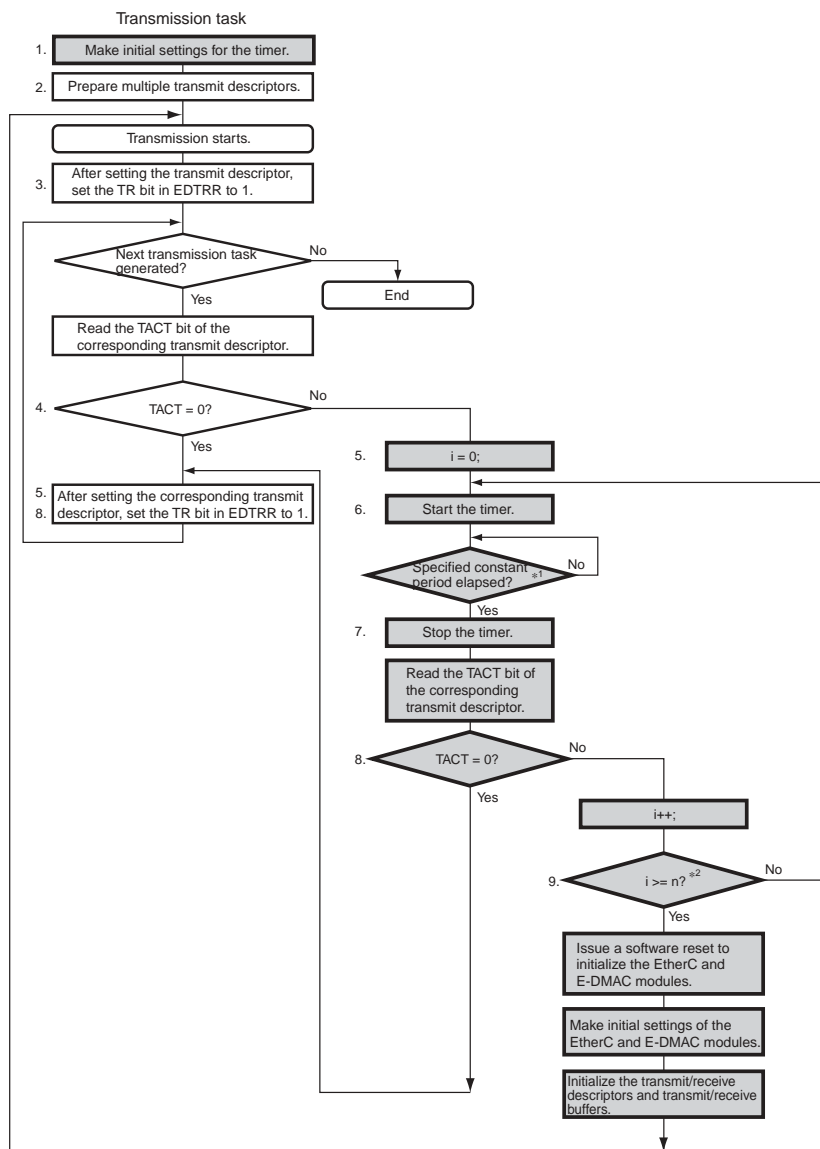 Transmission task
1. Make initial settings for the timer.
2. Prepare multiple transmit descriptors.
Transmission starts.
3. After setting the transmit descriptor,
set the TR bit in EDTRR to 1.
Next transmission task
generated?
No
End
Yes
Read the TACT bit of the
corresponding transmit descriptor.
4. TACT = 0?
No
Yes
5. After setting the corresponding transmit
8. descriptor, set the TR bit in EDTRR to 1.
5. i = 0;
6. Start the timer.
Specified constant
period elapsed? *1
No
Yes
7. Stop the timer.
Read the TACT bit of
the corresponding
transmit descriptor.
8. TACT = 0?
No
Yes
i++;
9. i >= n? *2
No
Yes
Issue a software reset to
initialize the EtherC and
E-DMAC modules.
Make initial settings of the
EtherC and E-DMAC modules.
Initialize the transmit/receive
descriptors and transmit/receive
buffers.